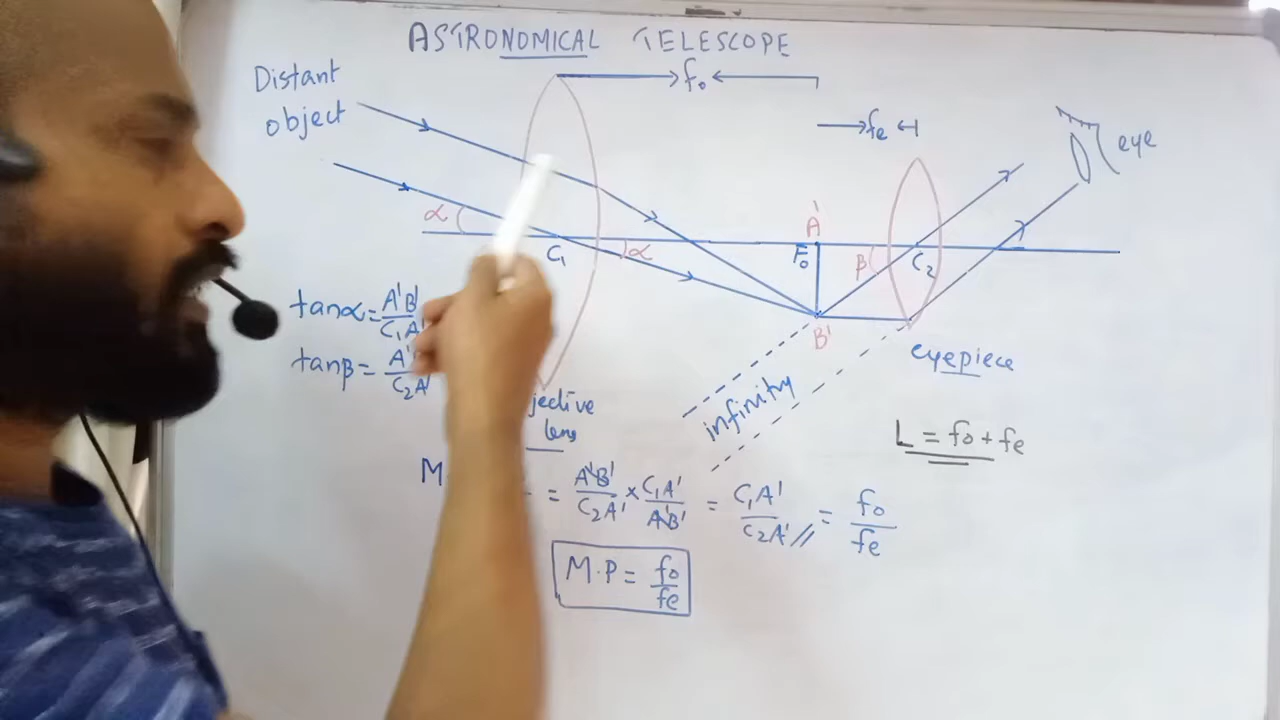 ASTRONOMICAL TELESCOPE
Distant
object
f₀
fe
eye
α
α
A'
F₀
β
C₁
C₂
B'
tanα = A'B'/C₁A'
tanβ = A'/C₂A'
eyepiece
infinity
jective
lens
L = f₀ + fe
M
= A'B'/C₂A' × C₁A'/A'B' = C₁A'/C₂A' // = f₀/fe
M.P = f₀/fe